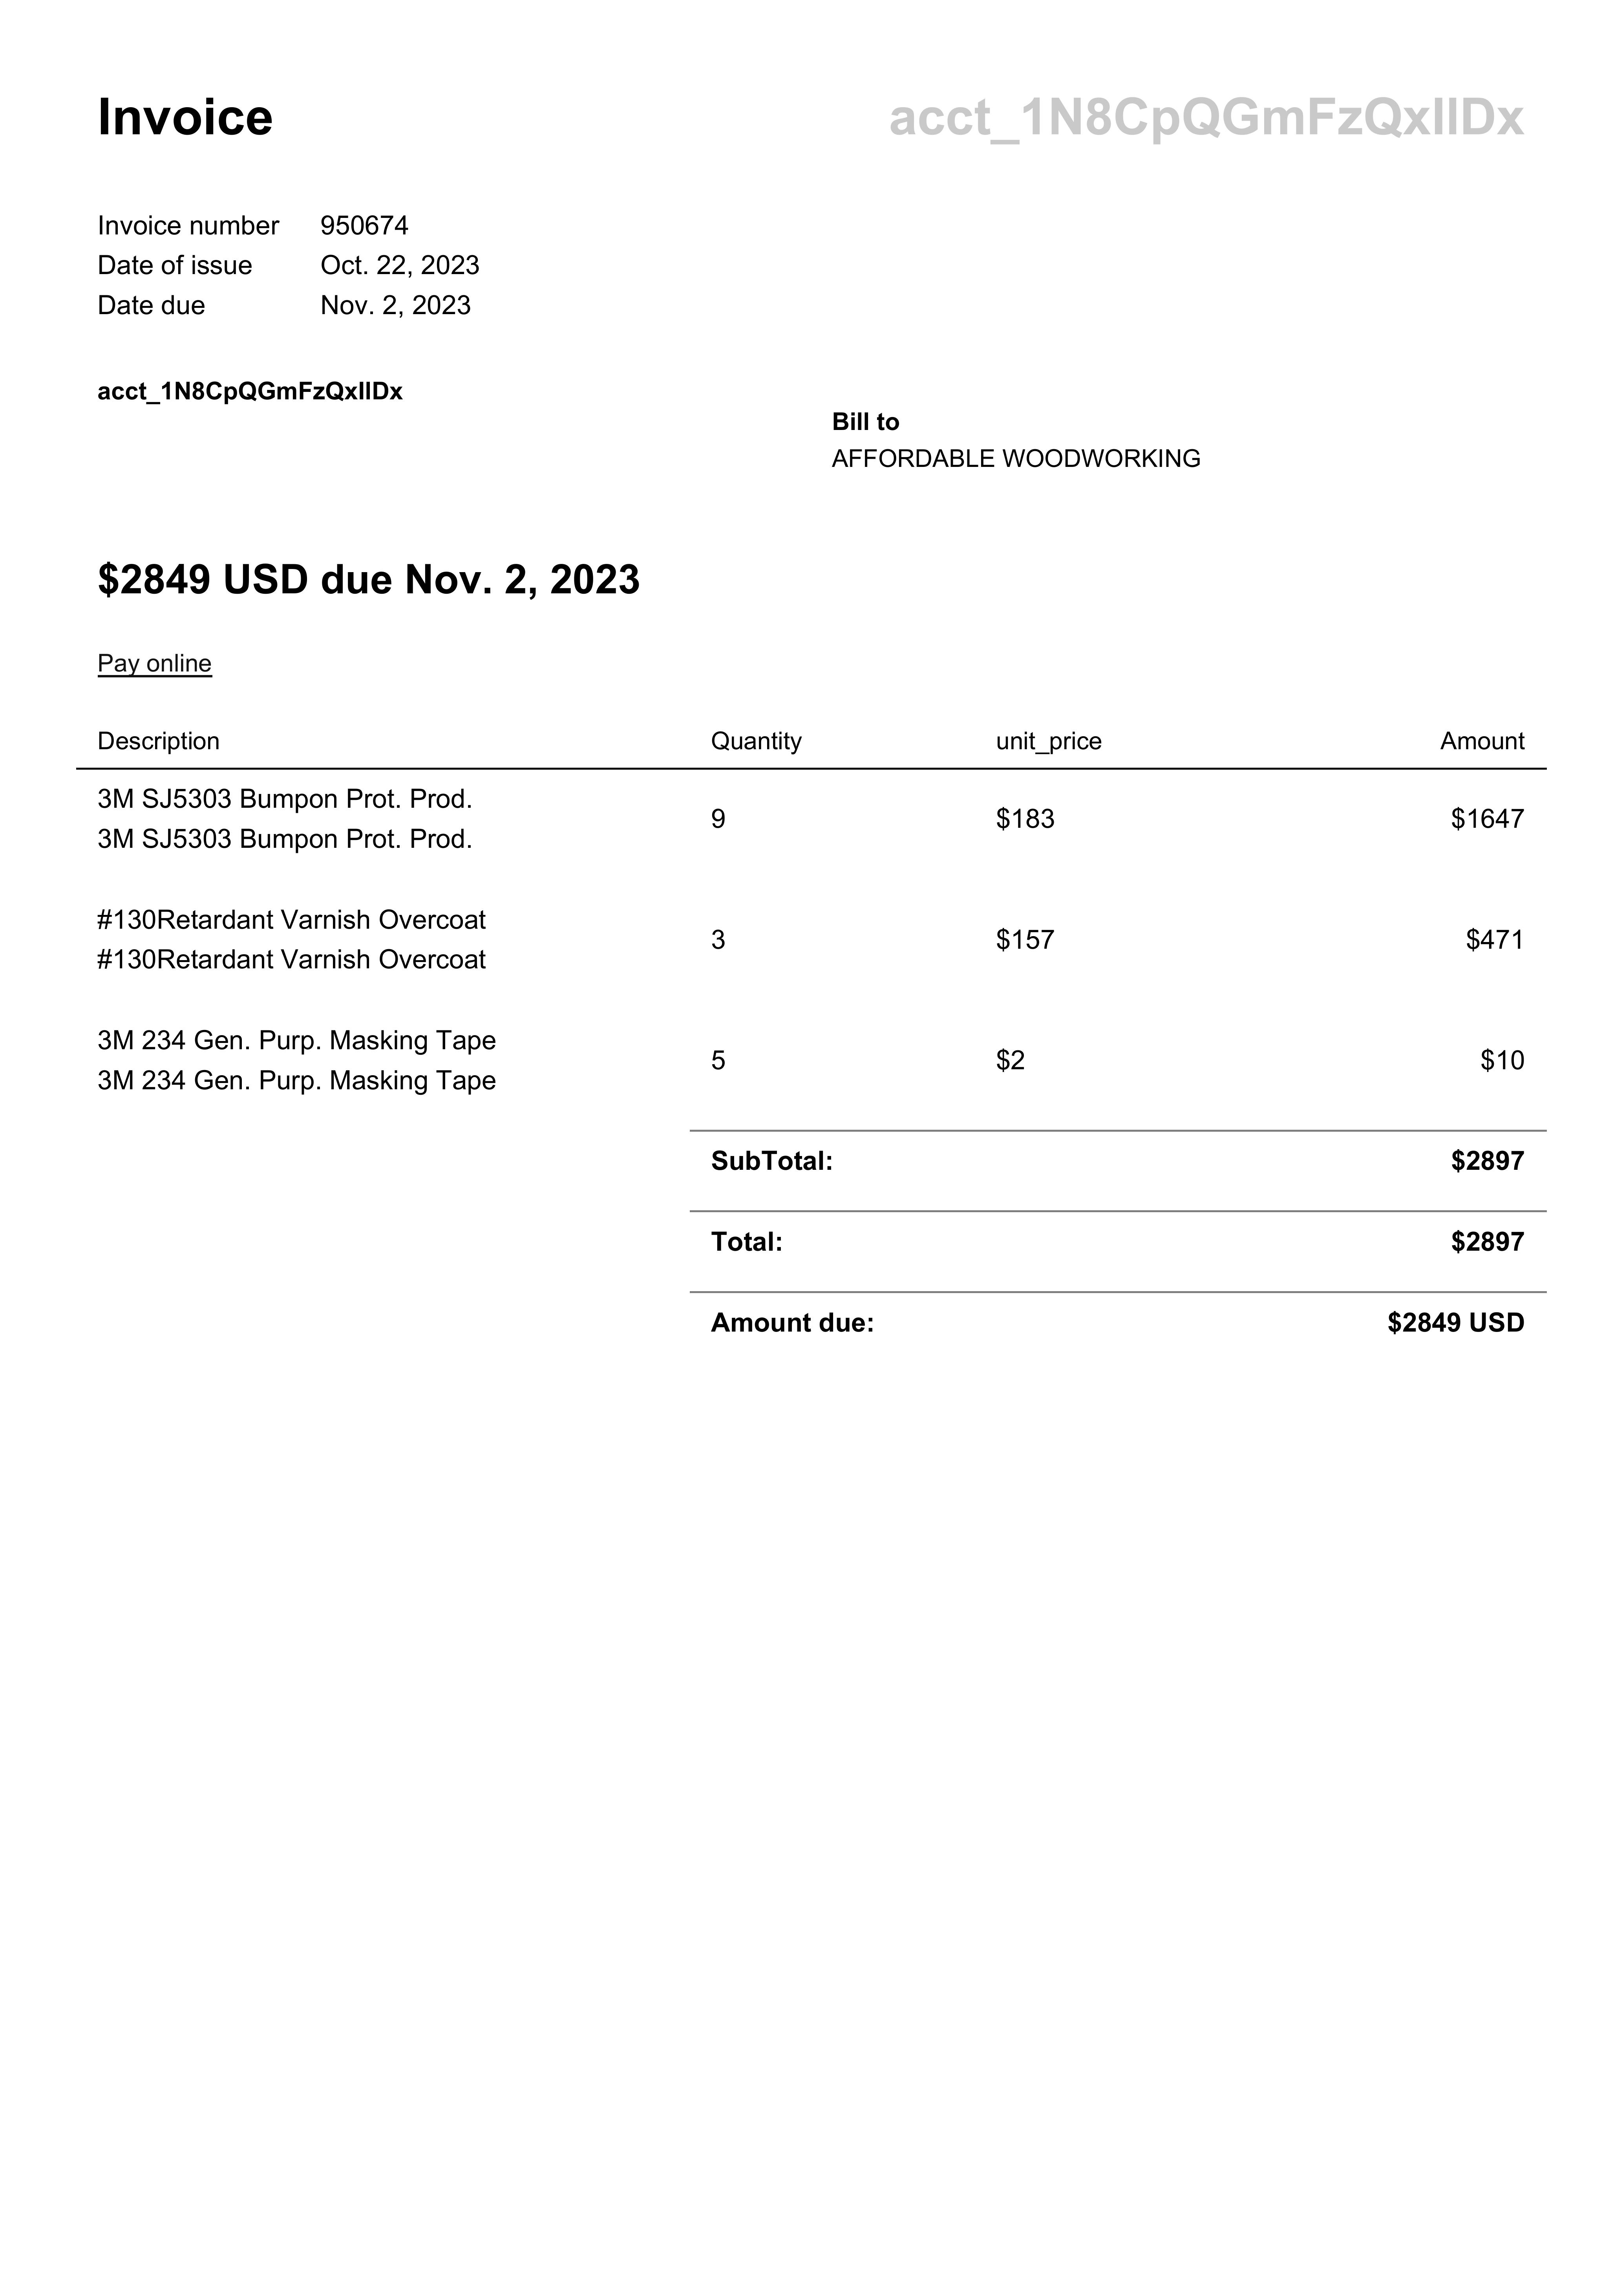 Invoice
acct_1N8CpQGmFzQxllDx
Invoice number 950674
Date of issue Oct. 22, 2023
Date due Nov. 2, 2023
acct_1N8CpQGmFzQxllDx
Bill to
AFFORDABLE WOODWORKING
$2849 USD due Nov. 2, 2023
Pay online
Description Quantity unit_price Amount
3M SJ5303 Bumpon Prot. Prod.
3M SJ5303 Bumpon Prot. Prod.
9 $183 $1647
#130Retardant Varnish Overcoat
#130Retardant Varnish Overcoat
3 $157 $471
3M 234 Gen. Purp. Masking Tape
3M 234 Gen. Purp. Masking Tape
5 $2 $10
SubTotal: $2897
Total: $2897
Amount due: $2849 USD